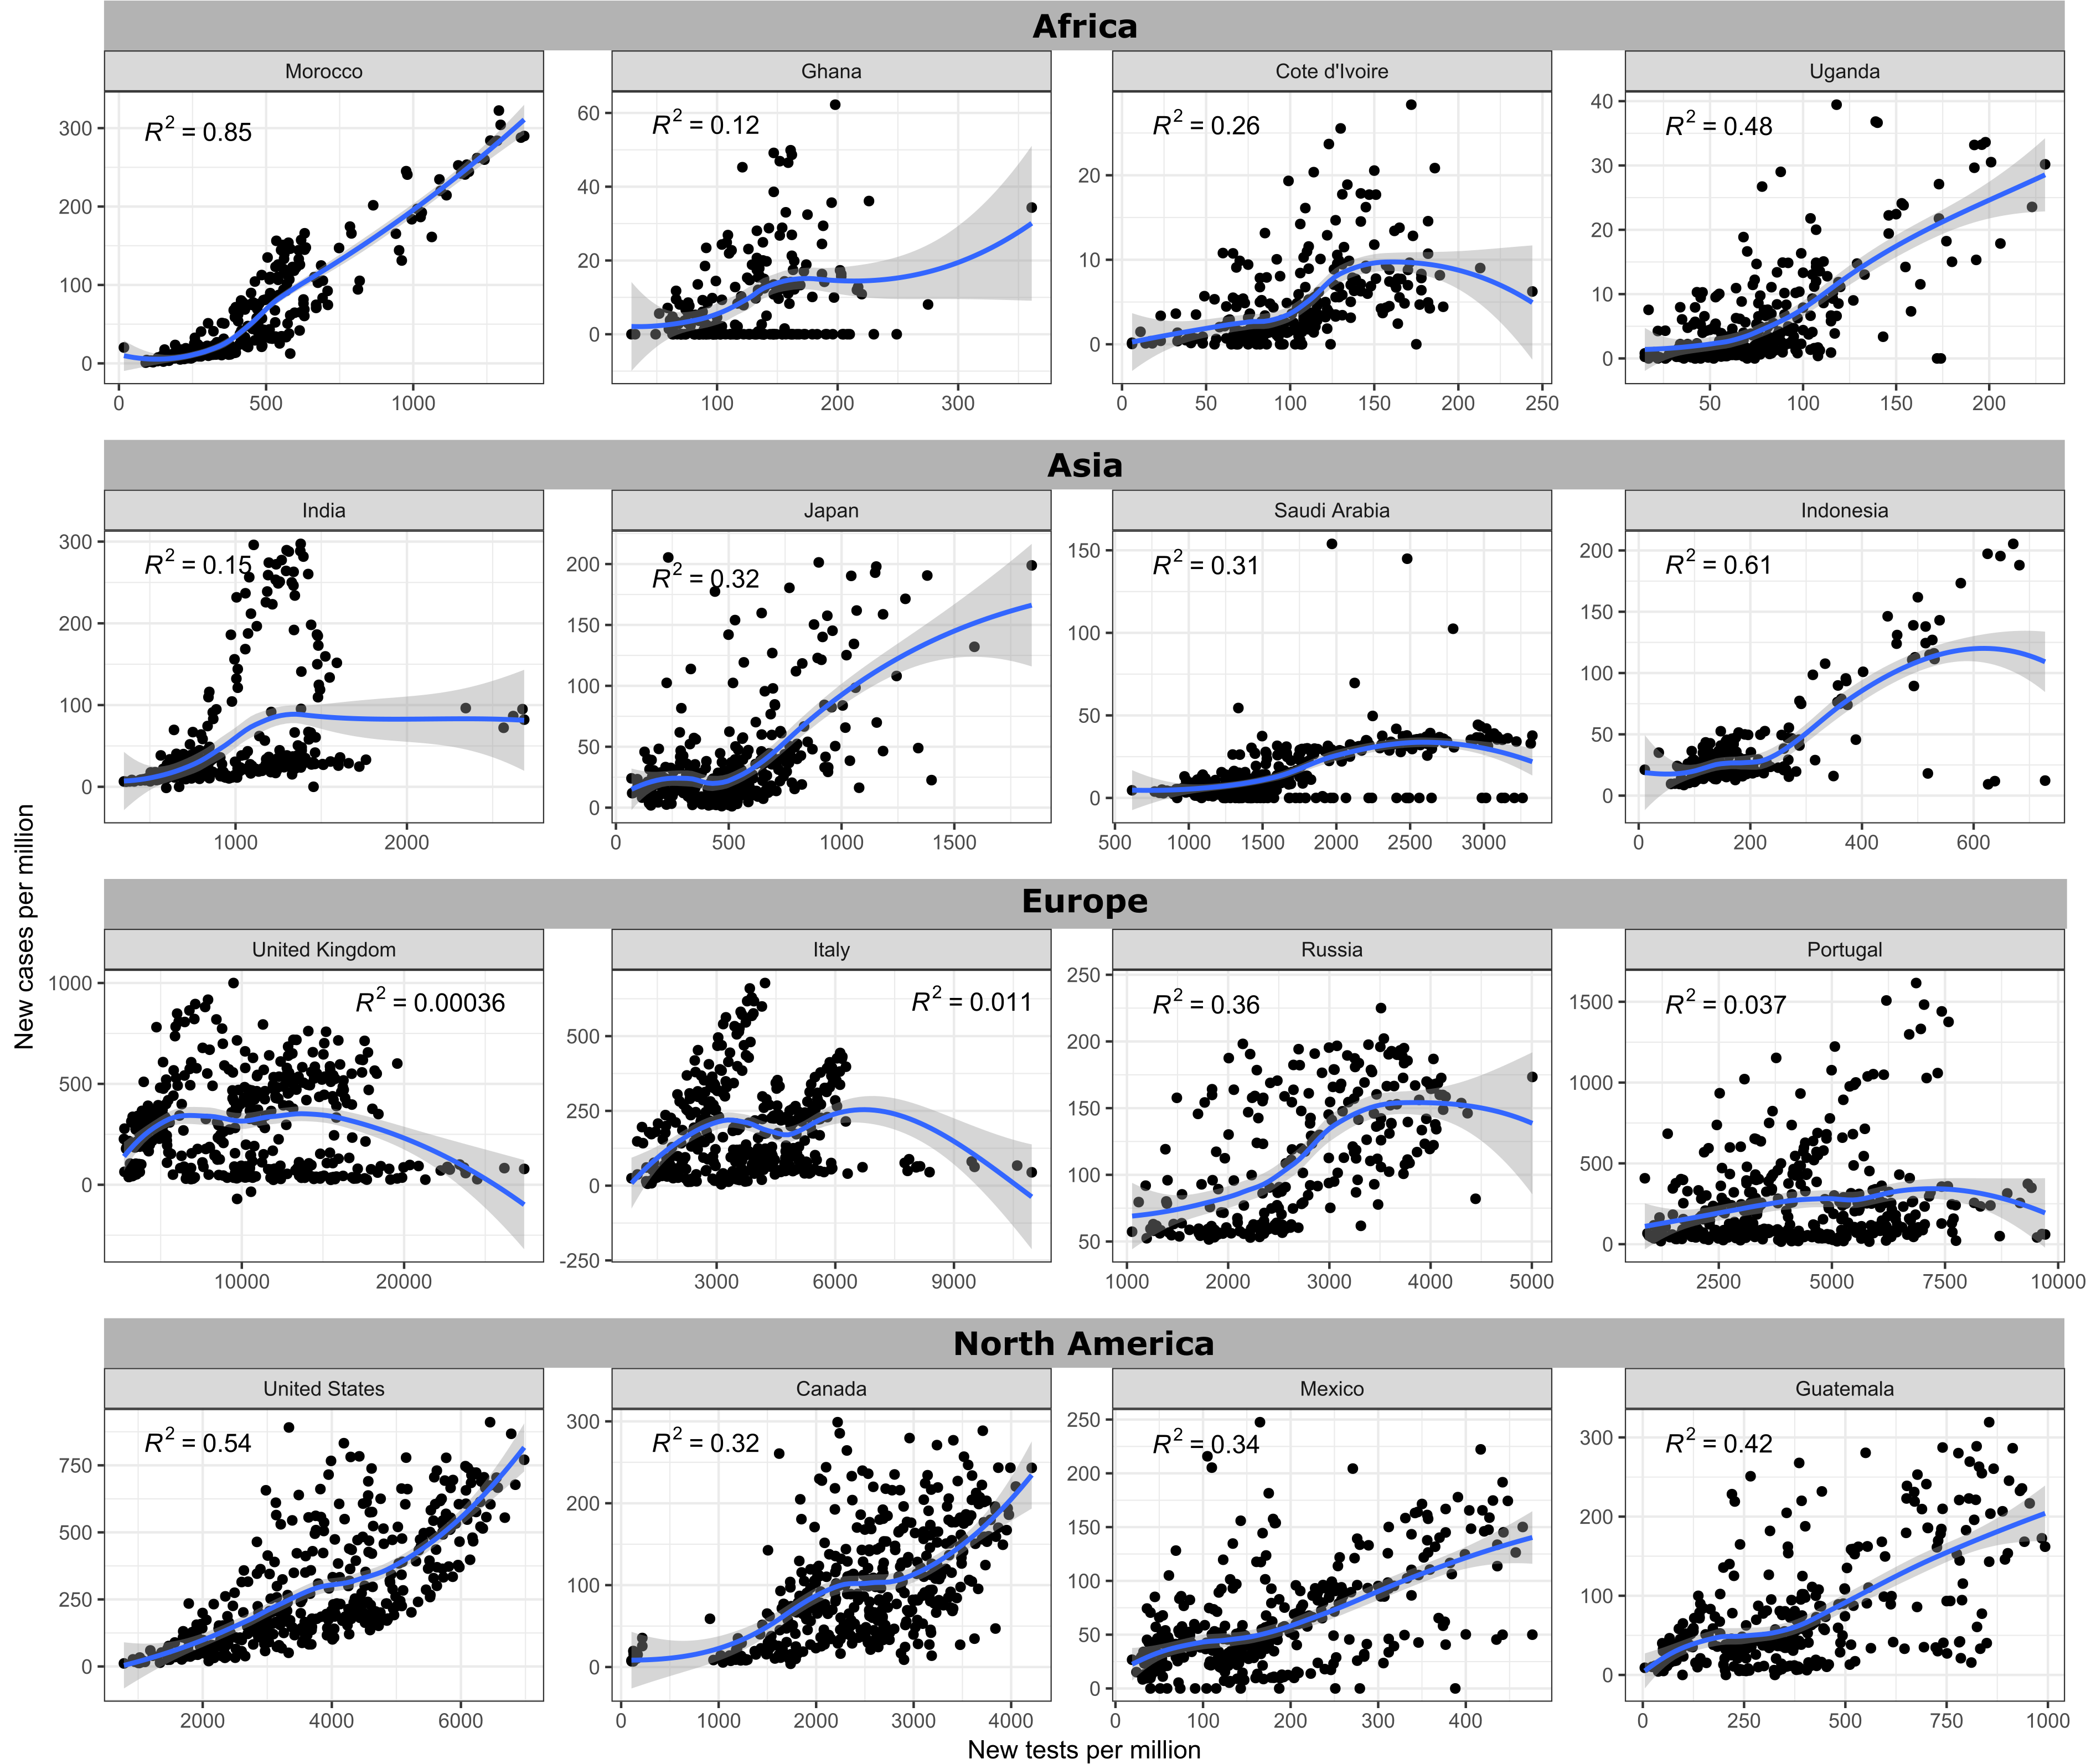 Africa
Morocco
Ghana
Cote d'Ivoire
Uganda
R² = 0.85
R² = 0.12
R² = 0.26
R² = 0.48
300
200
100
0
60
40
20
0
20
10
0
40
30
20
10
0
0 500 1000
100 200 300
0 50 100 150 200 250
50 100 150 200
Asia
India
Japan
Saudi Arabia
Indonesia
R² = 0.15
R² = 0.32
R² = 0.31
R² = 0.61
300
200
100
0
200
150
100
50
0
150
100
50
0
200
150
100
50
0
1000 2000
0 500 1000 1500
500 1000 1500 2000 2500 3000
0 200 400 600
New cases per million
Europe
United Kingdom
Italy
Russia
Portugal
R² = 0.00036
R² = 0.011
R² = 0.36
R² = 0.037
1000
500
0
500
250
0
-250
250
200
150
100
50
1500
1000
500
0
10000 20000
3000 6000 9000
1000 2000 3000 4000 5000
2500 5000 7500 10000
North America
United States
Canada
Mexico
Guatemala
R² = 0.54
R² = 0.32
R² = 0.34
R² = 0.42
750
500
250
0
300
200
100
0
250
200
150
100
50
0
300
200
100
0
2000 4000 6000
0 1000 2000 3000 4000
0 100 200 300 400
0 250 500 750 1000
New tests per million